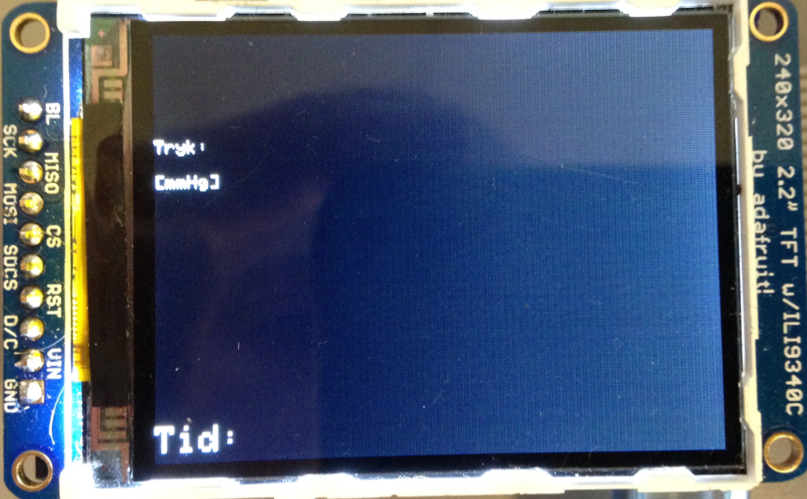 Tryk:
[mmHg]
Tid:
BL
SCK
MISO
MOSI
CS
SDCS
RST
D/C
VIN
GND
240x320 2.2" TFT w/ILI9340C
by adafruit!